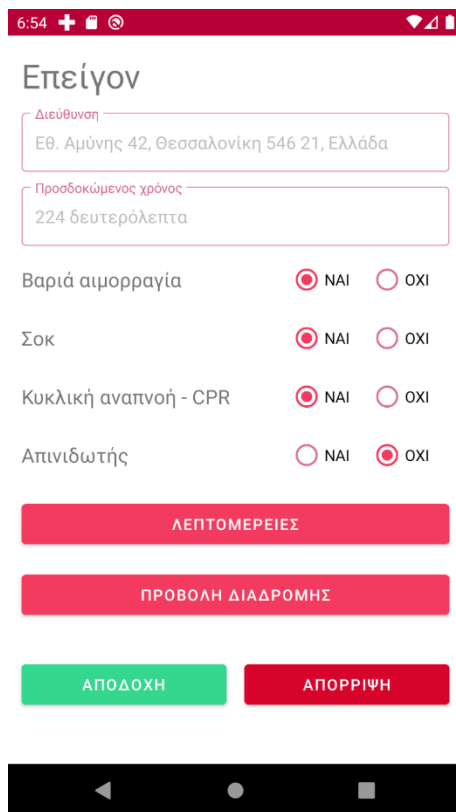 6:54
Επείγον
Διεύθυνση
Εθ. Αμύνης 42, Θεσσαλονίκη 546 21, Ελλάδα
Προσδοκώμενος χρόνος
224 δευτερόλεπτα
Βαριά αιμορραγία ΝΑΙ ΟΧΙ
Σοκ ΝΑΙ ΟΧΙ
Κυκλική αναπνοή - CPR ΝΑΙ ΟΧΙ
Απινιδωτής ΝΑΙ ΟΧΙ
ΛΕΠΤΟΜΕΡΕΙΕΣ
ΠΡΟΒΟΛΗ ΔΙΑΔΡΟΜΗΣ
ΑΠΟΔΟΧΗ ΑΠΟΡΡΙΨΗ